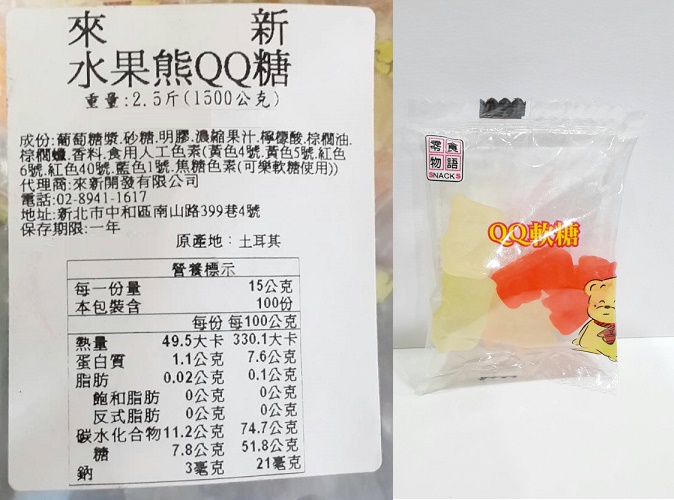 來新
水果熊QQ糖
重量:2.5斤(1500公克)
成份:葡萄糖漿.砂糖.明膠.濃縮果汁.檸檬酸.棕櫚油.
棕櫚蠟.香料.食用人工色素(黃色4號.黃色5號.紅色
6號.紅色40號.藍色1號.焦糖色素(可樂軟糖使用))
代理商:來新開發有限公司
電話:02-8941-1617
地址:新北市中和區南山路399巷4號
保存期限:一年
原產地:土耳其
營養標示
每一份量 15公克
本包裝含 100份
每份 每100公克
熱量 49.5大卡 330.1大卡
蛋白質 1.1公克 7.6公克
脂肪 0.02公克 0.1公克
飽和脂肪 0公克 0公克
反式脂肪 0公克 0公克
碳水化合物 11.2公克 74.7公克
糖 7.8公克 51.8公克
鈉 3毫克 21毫克
零食
物語
SNACKS
QQ軟糖